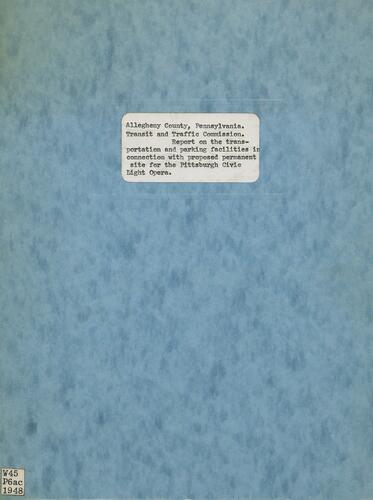 Allegheny County, Pennsylvania.
Transit and Traffic Commission.
Report on the trans-
portation and parking facilities in
connection with proposed permanent
site for the Pittsburgh Civic
Light Opera.
W45
P6ac
1948